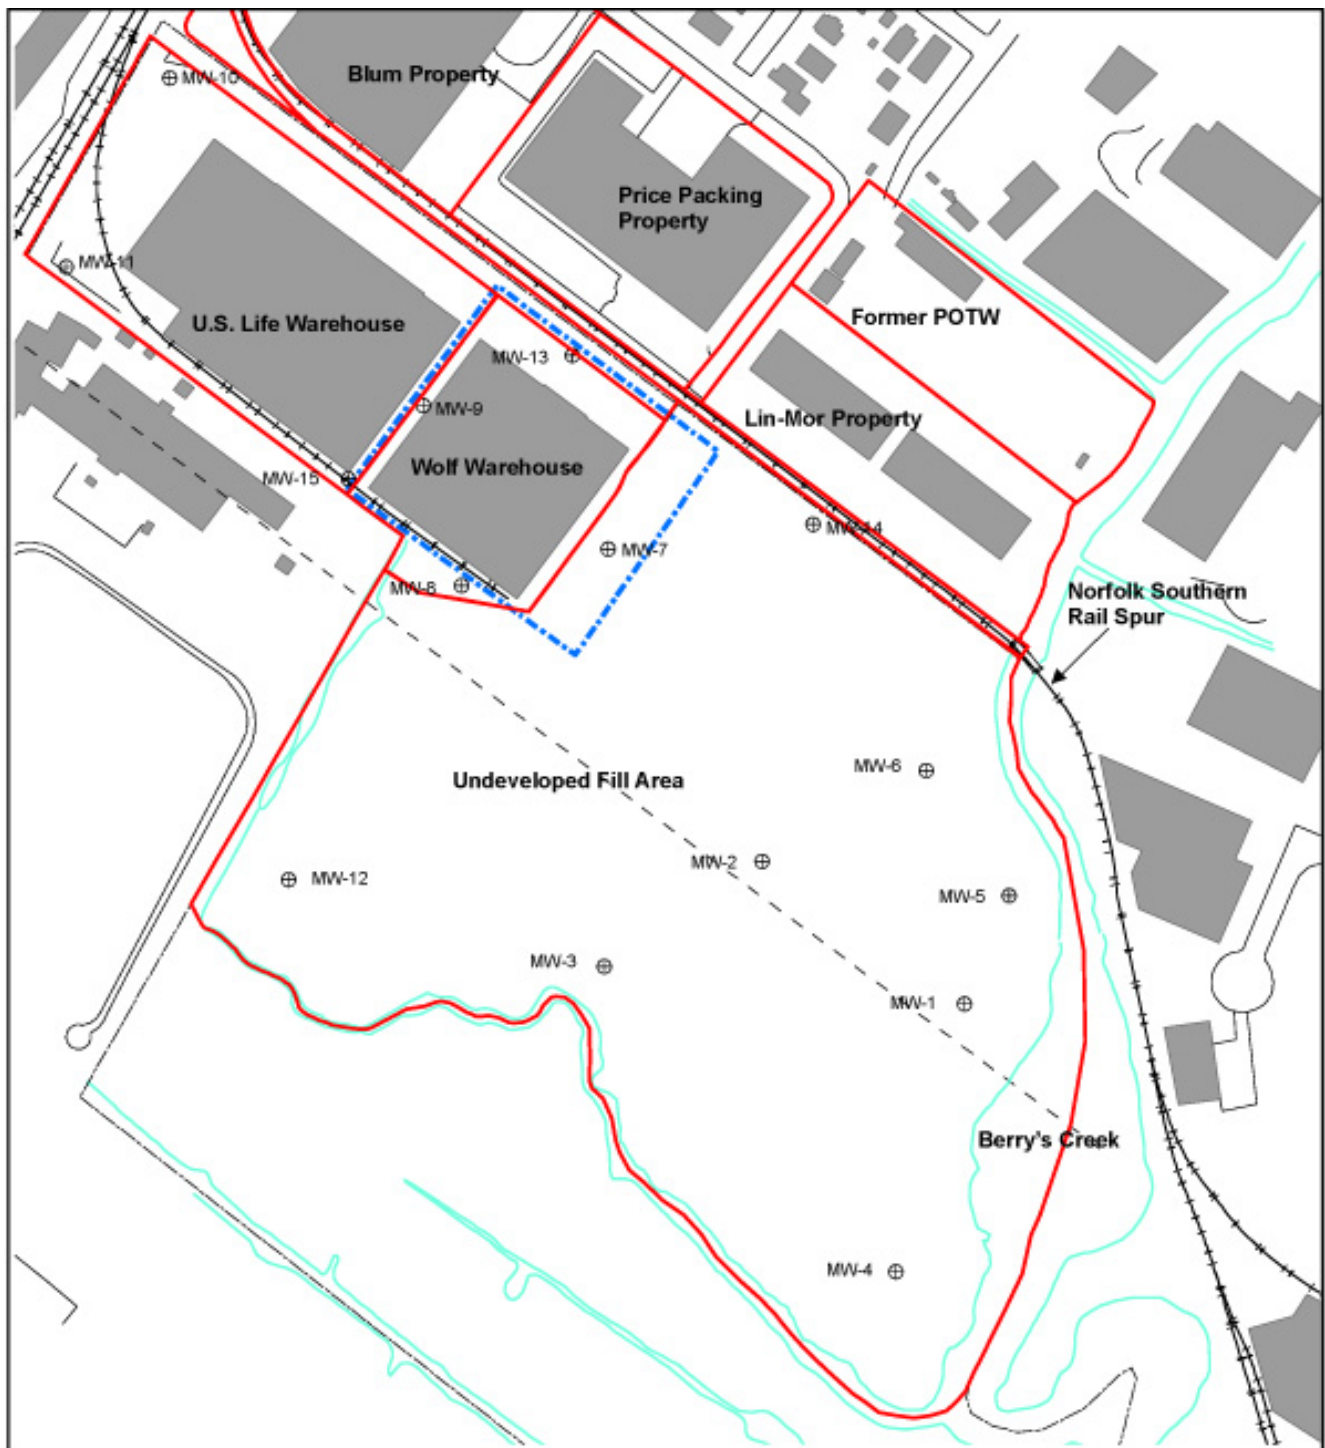 Blum Property
MW-10
Price Packing
Property
MW-11
U.S. Life Warehouse
Former POTW
MW-13
MW-9
Lin-Mor Property
Wolf Warehouse
MW-15
MW-14
MW-7
MW-8
Norfolk Southern
Rail Spur
MW-6
Undeveloped Fill Area
MW-2
MW-12
MW-5
MW-3
MW-1
Berry's Creek
MW-4